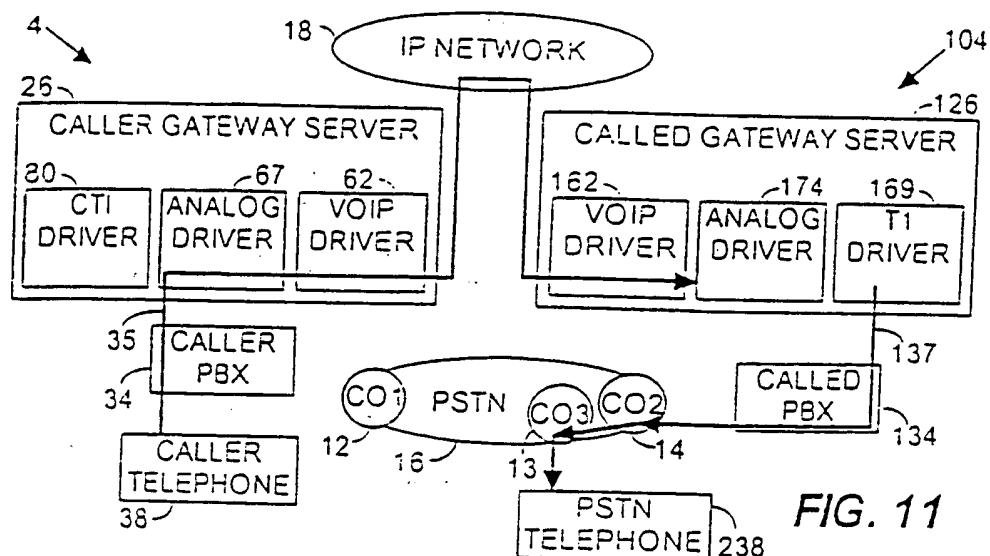 4
18
IP NETWORK
104
26
CALLER GATEWAY SERVER
126
CALLED GATEWAY SERVER
80
CTI
DRIVER
67
ANALOG
DRIVER
62
VOIP
DRIVER
162
VOIP
DRIVER
174
ANALOG
DRIVER
169
T1
DRIVER
35
CALLER
PBX
34
137
CALLED
PBX
134
CO1
PSTN
CO3
CO2
12
16
13
14
CALLER
TELEPHONE
38
PSTN
TELEPHONE
238
FIG. 11